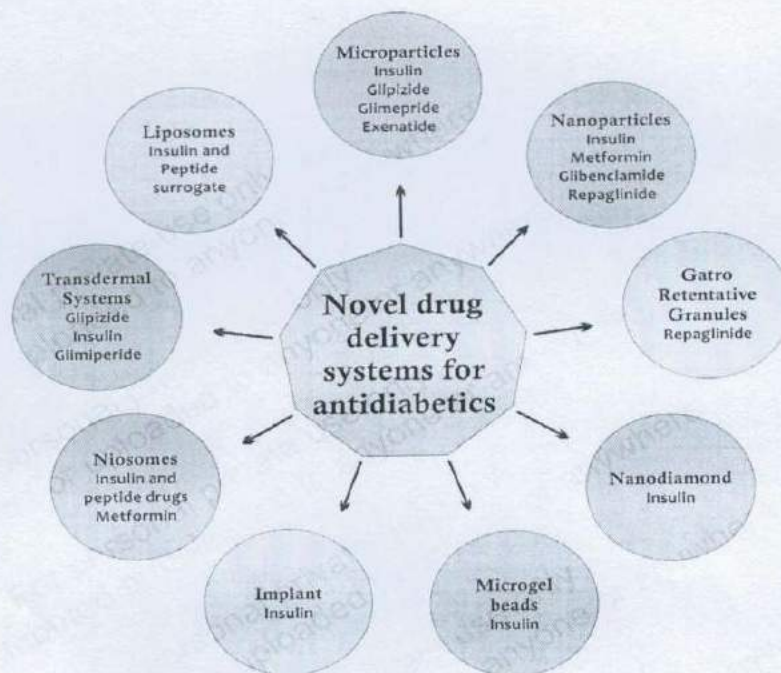 Microparticles
Insulin
Glipizide
Glimepride
Exenatide
Nanoparticles
Insulin
Metformin
Glibenclamide
Repaglinide
Gatro
Retentative
Granules
Repaglinide
Nanodiamond
Insulin
Microgel
beads
Insulin
Implant
Insulin
Niosomes
Insulin and
peptide drugs
Metformin
Transdermal
Systems
Glipizide
Insulin
Glimiperide
Liposomes
Insulin and
Peptide
surrogate
Novel drug
delivery
systems for
antidiabetics